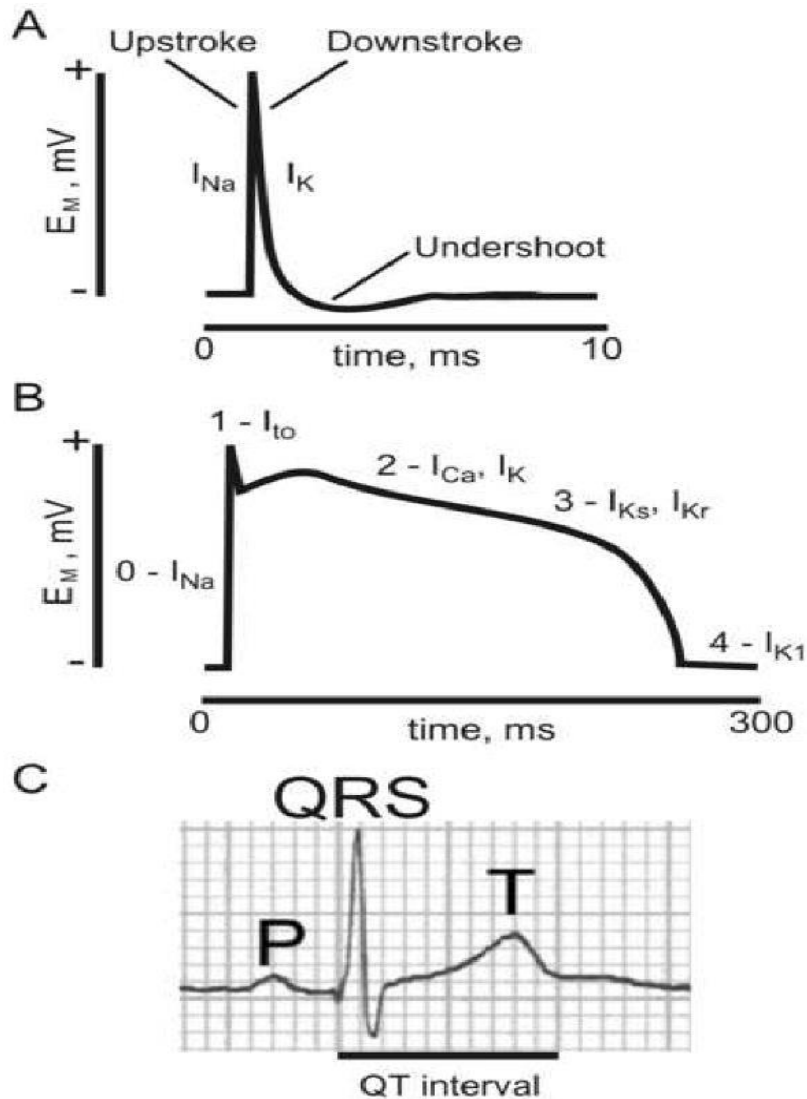 A
Upstroke Downstroke
+
E_M, mV
I_Na I_K
Undershoot
-
0 10
time, ms
B
1 - I_to
+
2 - I_Ca, I_K
3 - I_Ks, I_Kr
E_M, mV
0 - I_Na
4 - I_K1
-
0 300
time, ms
C
QRS
T
P
QT interval